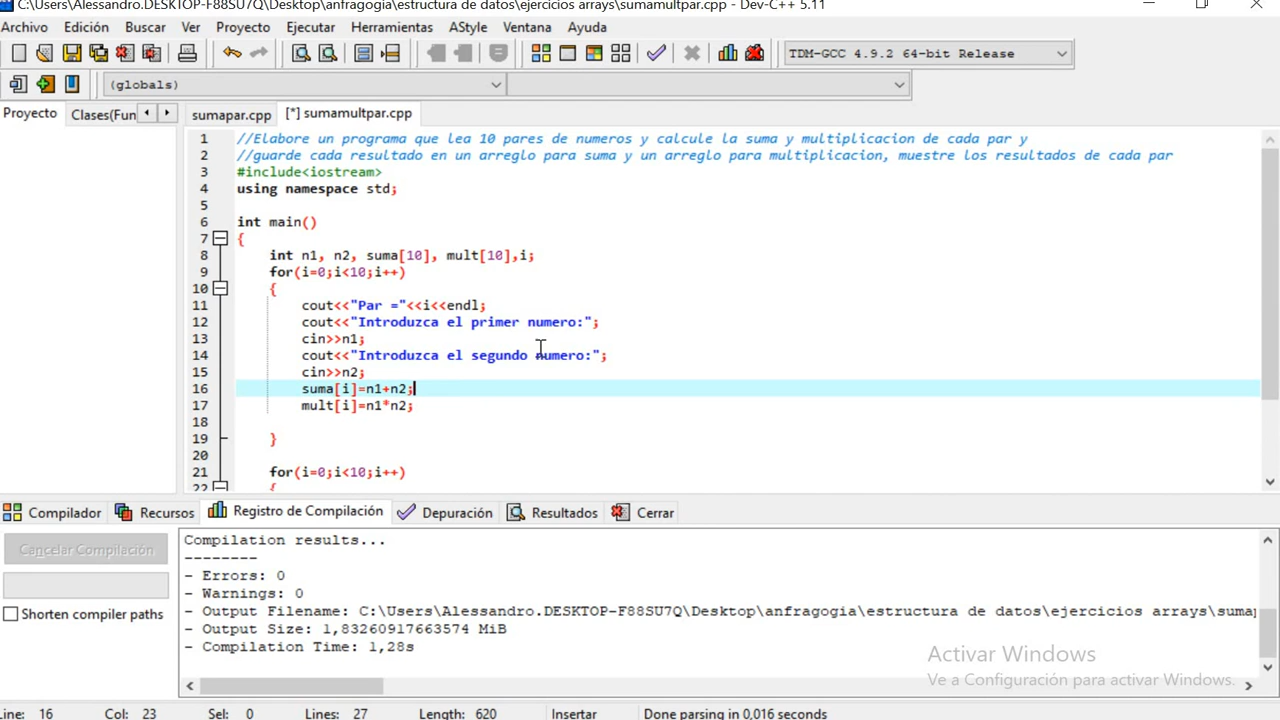 C:\Users\Alessandro.DESKTOP-F88SU7Q\Desktop\anfragogia\estructura de datos\ejercicios arrays\sumamultpar.cpp - Dev-C++ 5.11
Archivo Edición Buscar Ver Proyecto Ejecutar Herramientas AStyle Ventana Ayuda
TDM-GCC 4.9.2 64-bit Release
(globals)
Proyecto Clases(Fun sumapar.cpp [*] sumamultpar.cpp
1 //Elabore un programa que lea 10 pares de numeros y calcule la suma y multiplicacion de cada par y
2 //guarde cada resultado en un arreglo para suma y un arreglo para multiplicacion, muestre los resultados de cada par
3 #include<iostream>
4 using namespace std;
5
6 int main()
7 {
8 int n1, n2, suma[10], mult[10],i;
9 for(i=0;i<10;i++)
10 {
11 cout<<"Par ="<<i<<endl;
12 cout<<"Introduzca el primer numero:";
13 cin>>n1;
14 cout<<"Introduzca el segundo numero:";
15 cin>>n2;
16 suma[i]=n1+n2;
17 mult[i]=n1*n2;
18
19 }
20
21 for(i=0;i<10;i++)
22 {
Compilador Recursos Registro de Compilación Depuración Resultados Cerrar
Cancelar Compilación
Shorten compiler paths
Compilation results...
--------
- Errors: 0
- Warnings: 0
- Output Filename: C:\Users\Alessandro.DESKTOP-F88SU7Q\Desktop\anfragogia\estructura de datos\ejercicios arrays\sumap
- Output Size: 1,83260917663574 MiB
- Compilation Time: 1,28s
Activar Windows
Ve a Configuración para activar Windows.
Line: 16 Col: 23 Sel: 0 Lines: 27 Length: 620 Insertar Done parsing in 0,016 seconds